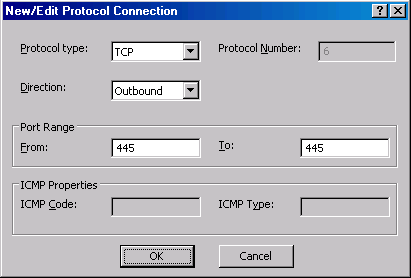 New/Edit Protocol Connection
Protocol type: TCP Protocol Number: 6
Direction: Outbound
Port Range
From: 445 To: 445
ICMP Properties
ICMP Code: ICMP Type:
OK Cancel